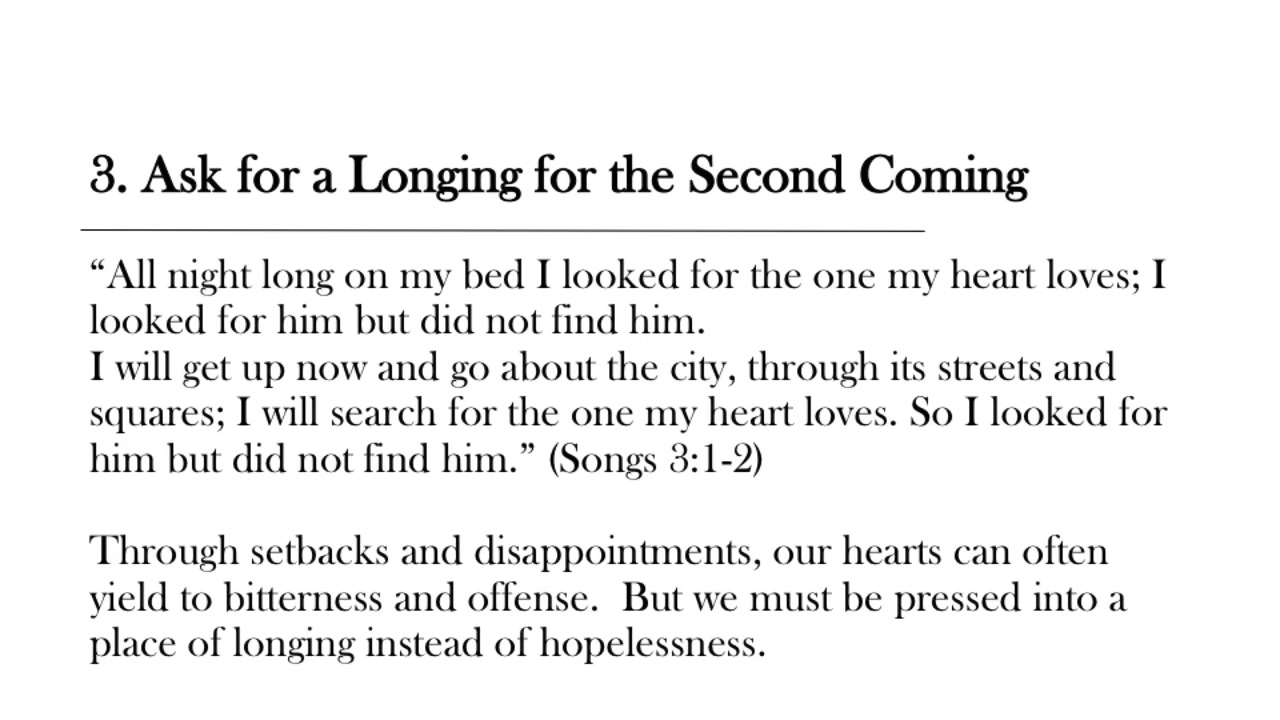 3. Ask for a Longing for the Second Coming
“All night long on my bed I looked for the one my heart loves; I
looked for him but did not find him.
I will get up now and go about the city, through its streets and
squares; I will search for the one my heart loves. So I looked for
him but did not find him.” (Songs 3:1-2)
Through setbacks and disappointments, our hearts can often
yield to bitterness and offense.  But we must be pressed into a
place of longing instead of hopelessness.